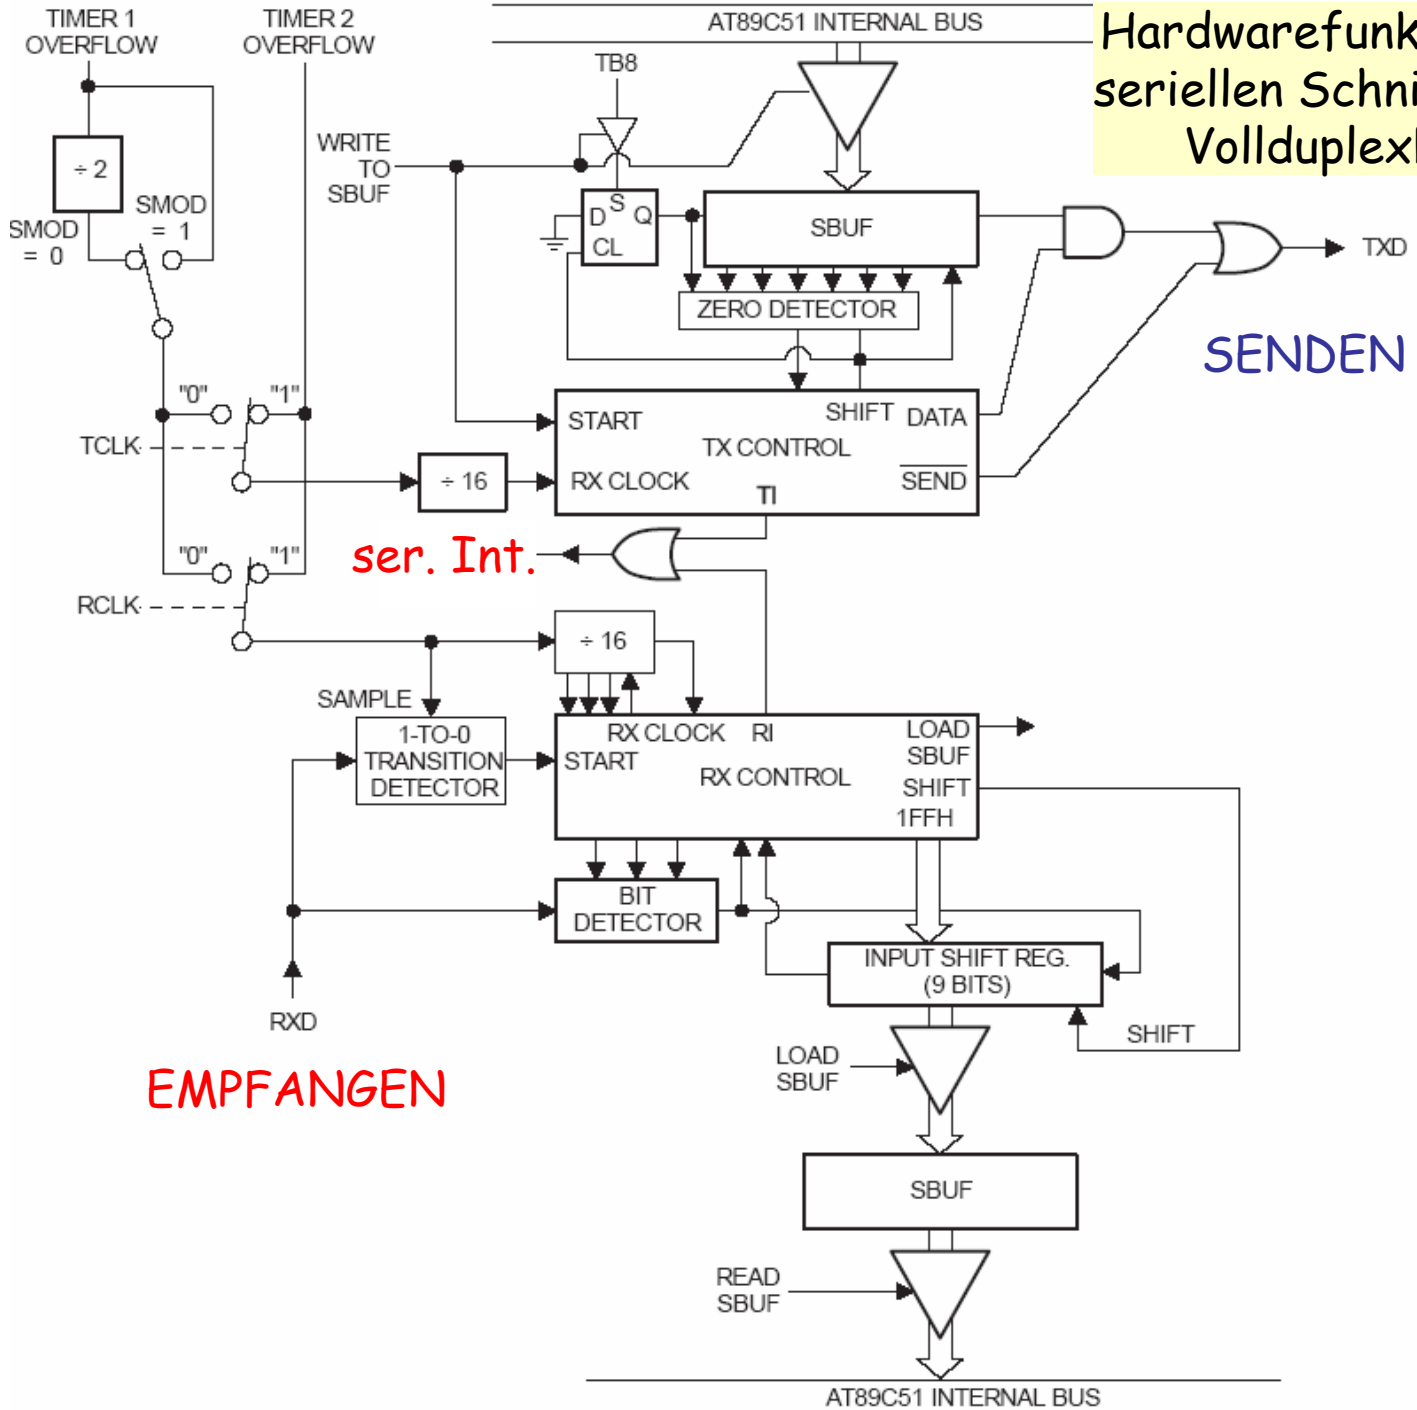 TIMER 1
OVERFLOW
TIMER 2
OVERFLOW
AT89C51 INTERNAL BUS
Hardwarefunk
seriellen Schni
Vollduplex
TB8
÷ 2
WRITE
TO
SBUF
SMOD
= 1
SMOD
= 0
D S Q
CL
SBUF
TXD
ZERO DETECTOR
SENDEN
"0" "1"
TCLK
START
SHIFT
DATA
TX CONTROL
÷ 16
RX CLOCK
SEND
TI
ser. Int.
"0" "1"
RCLK
÷ 16
SAMPLE
1-TO-0
TRANSITION
DETECTOR
RX CLOCK
RI
LOAD
SBUF
START
RX CONTROL
SHIFT
1FFH
BIT
DETECTOR
INPUT SHIFT REG.
(9 BITS)
RXD
SHIFT
LOAD
SBUF
EMPFANGEN
SBUF
READ
SBUF
AT89C51 INTERNAL BUS